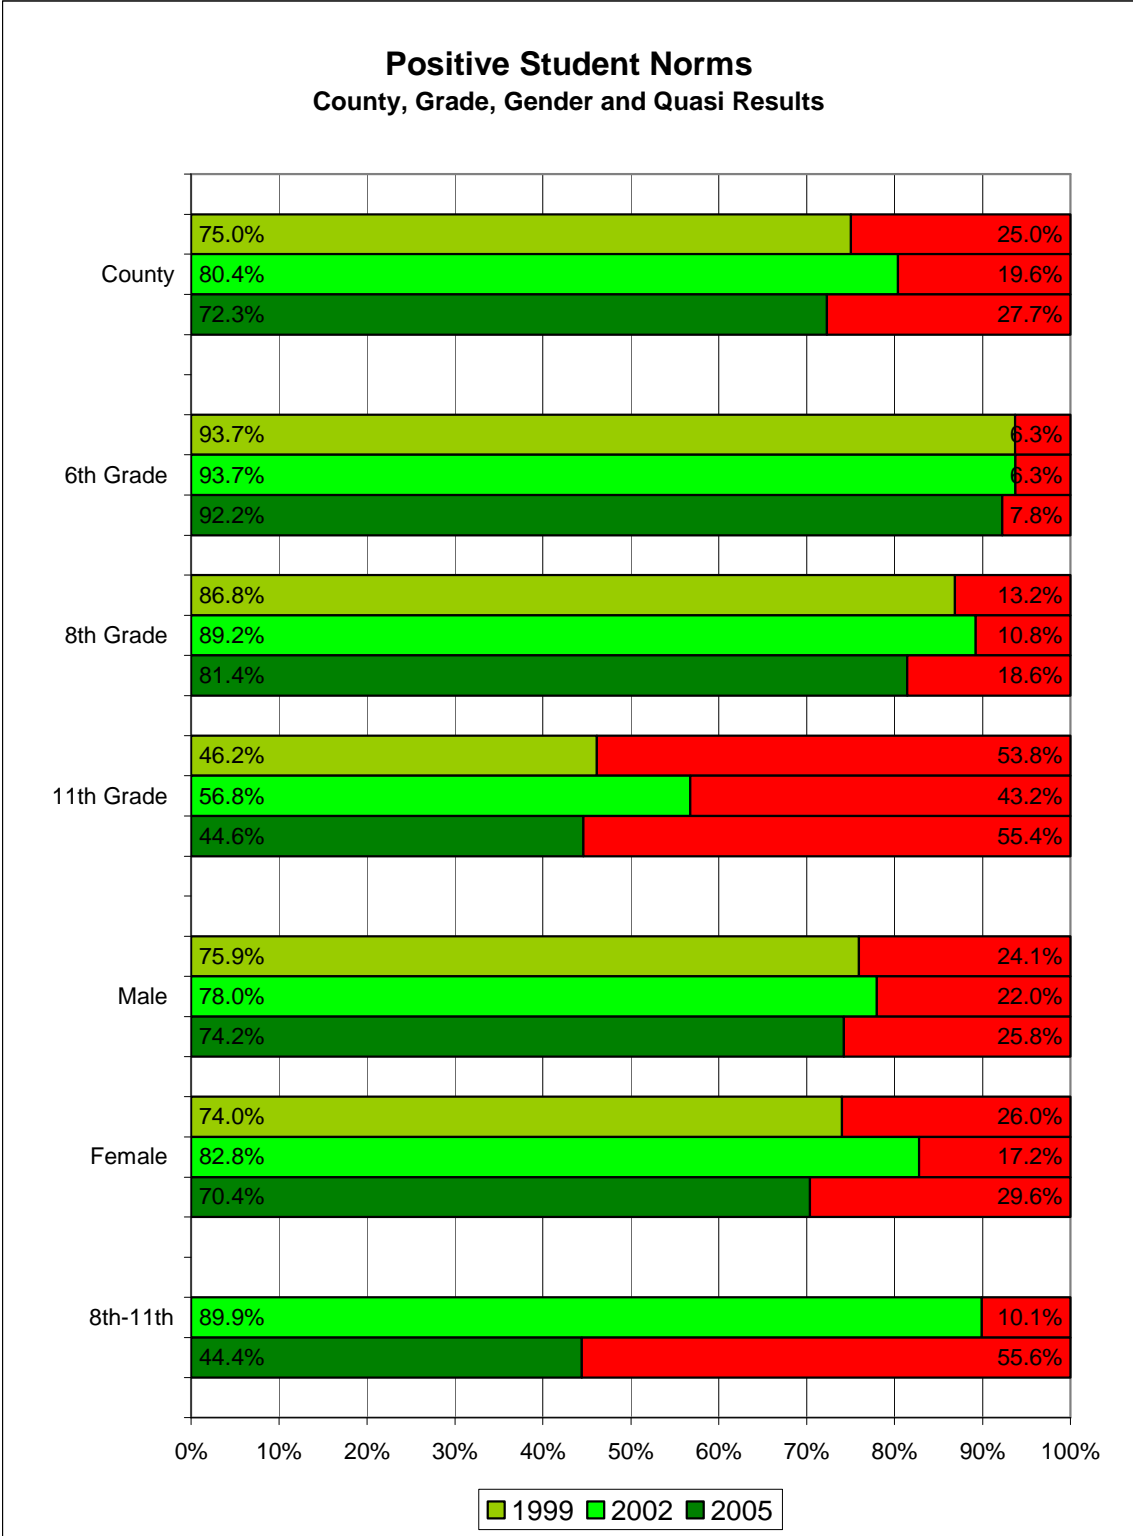 Positive Student Norms
County, Grade, Gender and Quasi Results
75.0% 25.0%
County 80.4% 19.6%
72.3% 27.7%
93.7% 6.3%
6th Grade 93.7% 6.3%
92.2% 7.8%
86.8% 13.2%
8th Grade 89.2% 10.8%
81.4% 18.6%
46.2% 53.8%
11th Grade 56.8% 43.2%
44.6% 55.4%
75.9% 24.1%
Male 78.0% 22.0%
74.2% 25.8%
74.0% 26.0%
Female 82.8% 17.2%
70.4% 29.6%
8th-11th 89.9% 10.1%
44.4% 55.6%
0% 10% 20% 30% 40% 50% 60% 70% 80% 90% 100%
1999 2002 2005